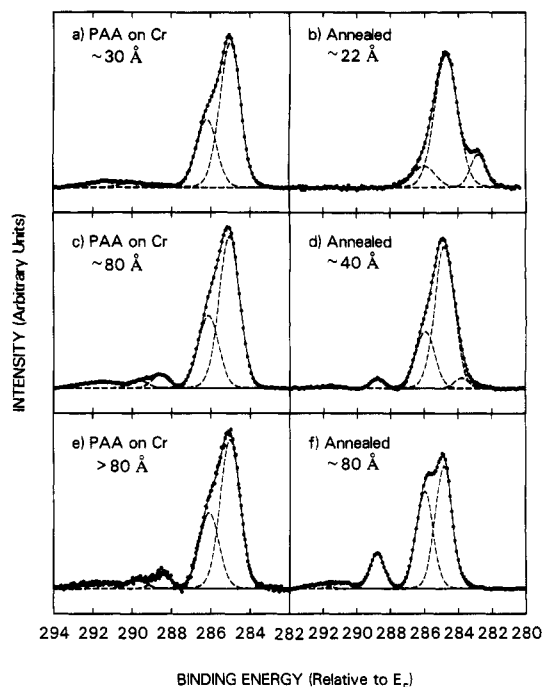 a) PAA on Cr
~30 Å
b) Annealed
~22 Å
c) PAA on Cr
~80 Å
d) Annealed
~40 Å
e) PAA on Cr
>80 Å
f) Annealed
~80 Å
INTENSITY (Arbitrary Units)
294 292 290 288 286 284 282 292 290 288 286 284 282 280
BINDING ENERGY (Relative to EF)